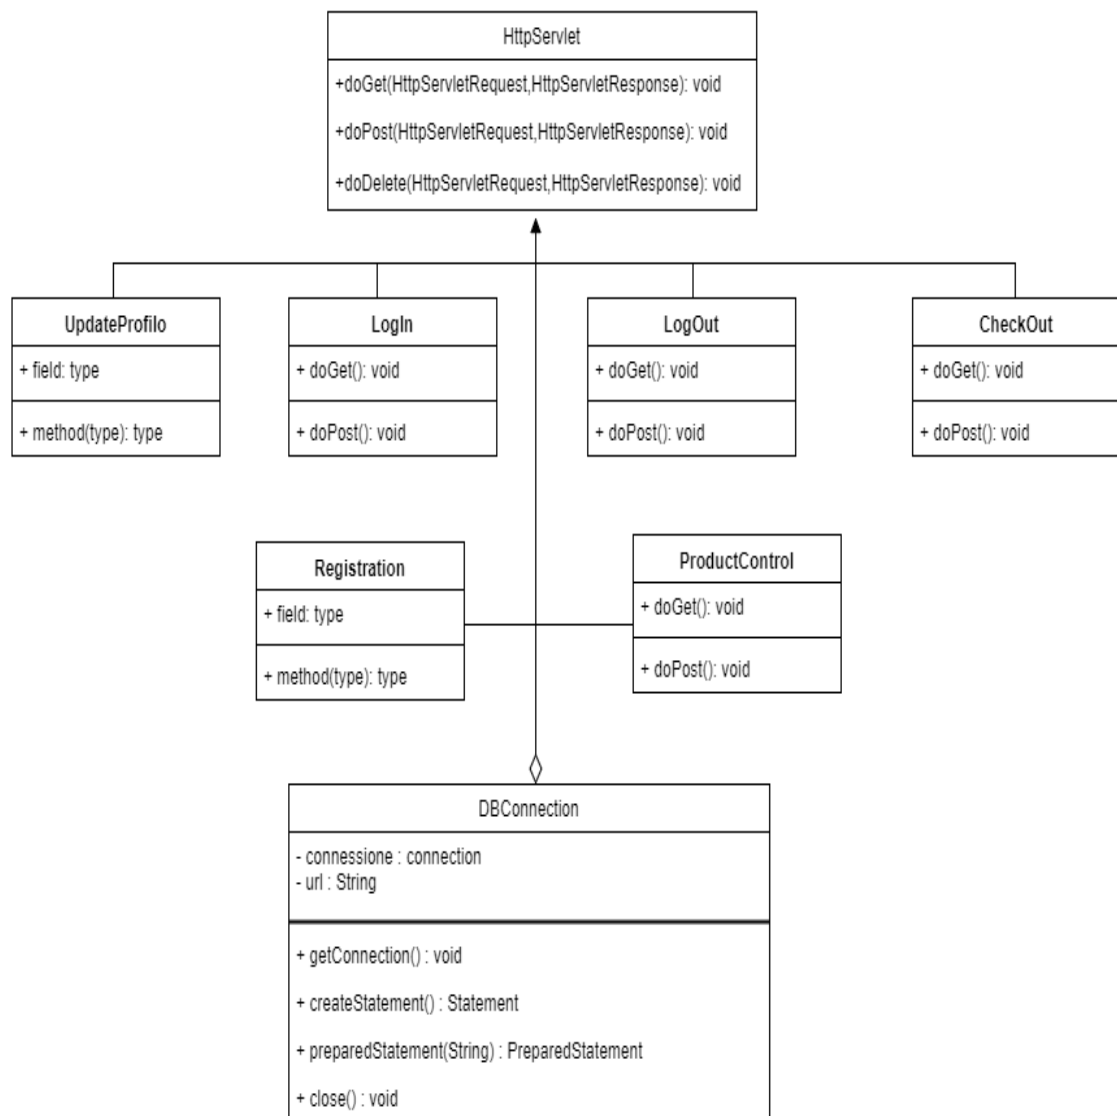 HttpServlet
+doGet(HttpServletRequest,HttpServletResponse): void
+doPost(HttpServletRequest,HttpServletResponse): void
+doDelete(HttpServletRequest,HttpServletResponse): void
UpdateProfilo
+ field: type
+ method(type): type
LogIn
+ doGet(): void
+ doPost(): void
LogOut
+ doGet(): void
+ doPost(): void
CheckOut
+ doGet(): void
+ doPost(): void
Registration
+ field: type
+ method(type): type
ProductControl
+ doGet(): void
+ doPost(): void
DBConnection
- connessione : connection
- url : String
+ getConnection() : void
+ createStatement() : Statement
+ preparedStatement(String) : PreparedStatement
+ close() : void